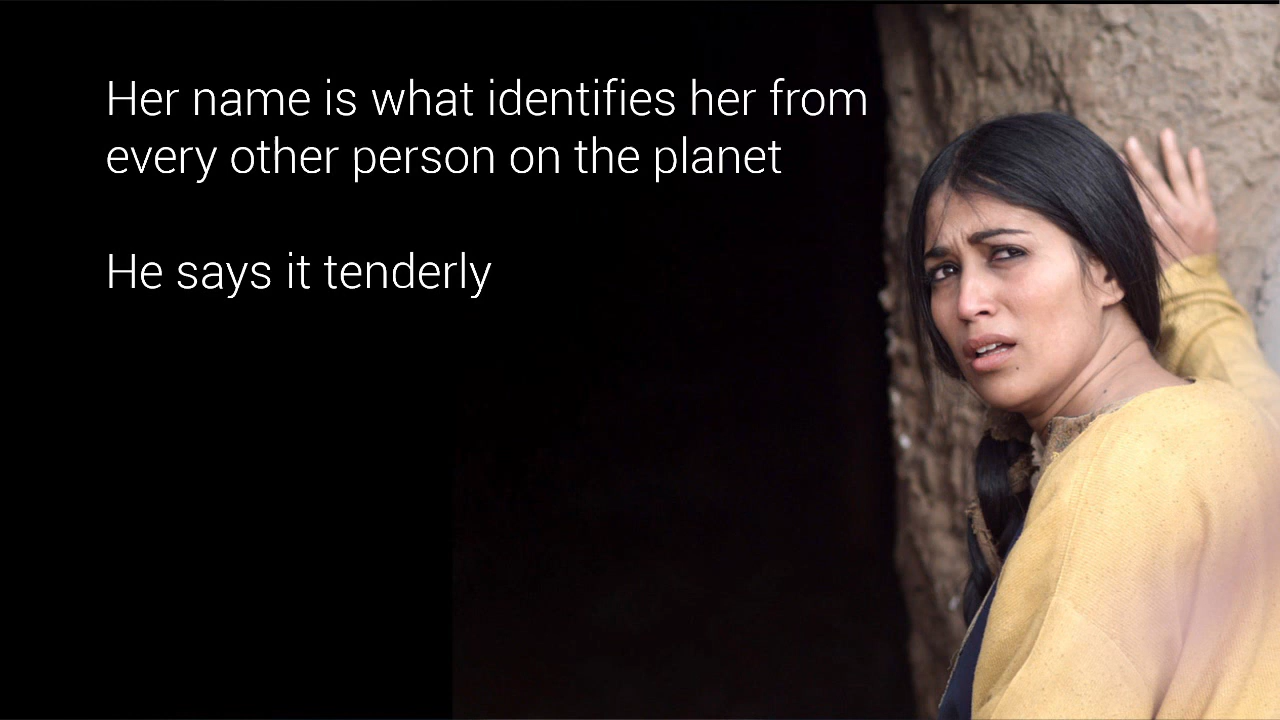 Her name is what identifies her from
every other person on the planet
He says it tenderly